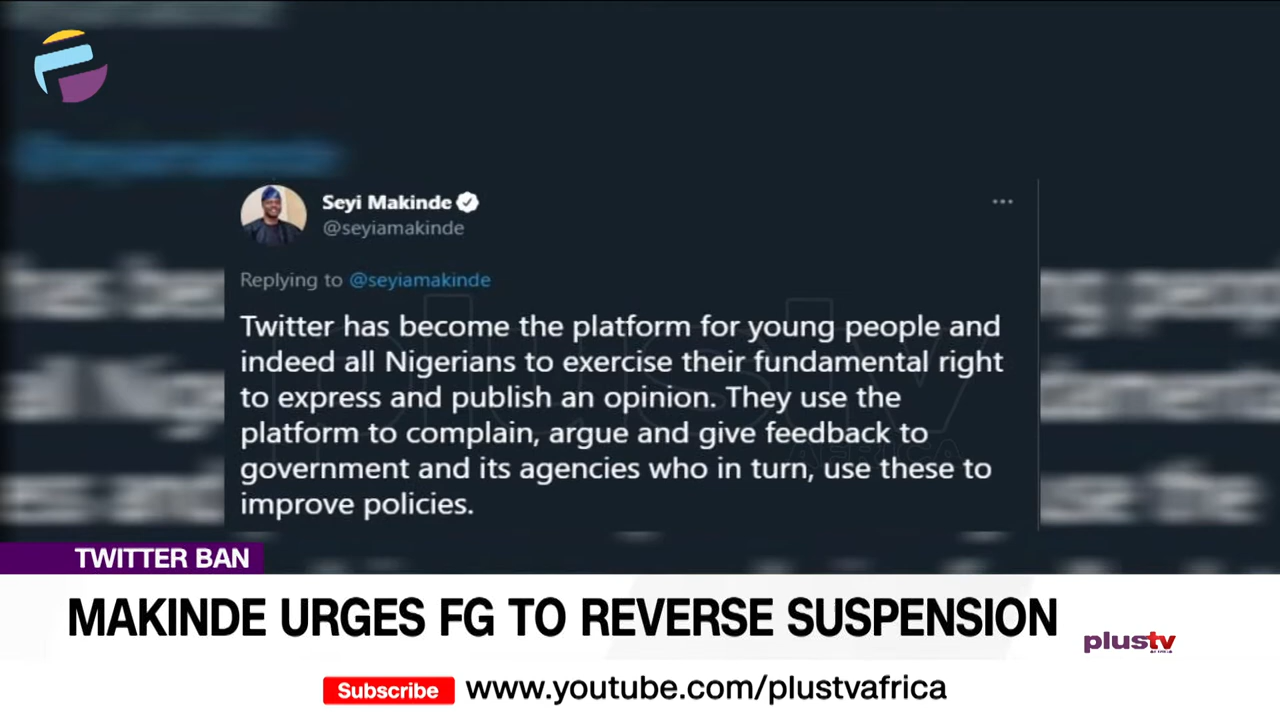 Seyi Makinde
@seyiamakinde
Replying to @seyiamakinde
Twitter has become the platform for young people and
indeed all Nigerians to exercise their fundamental right
to express and publish an opinion. They use the
platform to complain, argue and give feedback to
government and its agencies who in turn, use these to
improve policies.
plustv
AFRICA
TWITTER BAN
MAKINDE URGES FG TO REVERSE SUSPENSION
plustv
Subscribe www.youtube.com/plustvafrica